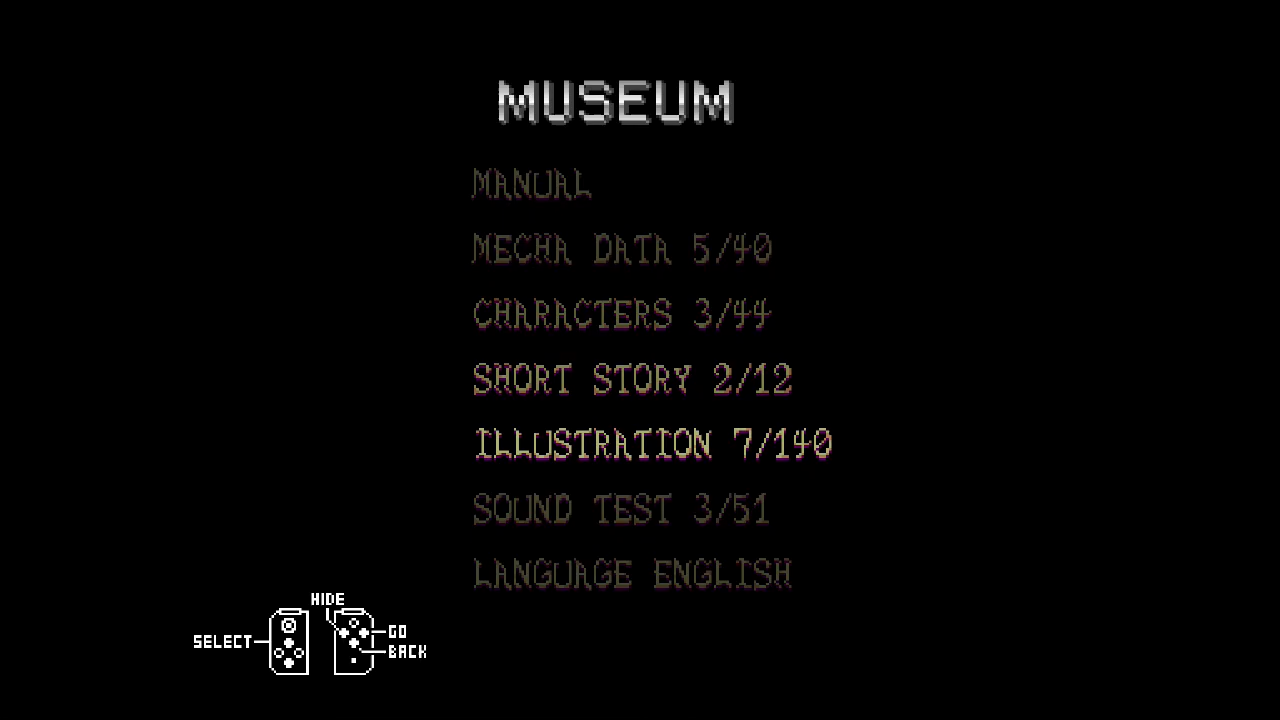 MUSEUM
MANUAL
MECHA DATA 5/40
CHARACTERS 3/44
SHORT STORY 2/12
ILLUSTRATION 7/140
SOUND TEST 3/51
LANGUAGE ENGLISH
HIDE
SELECT
GO
BACK